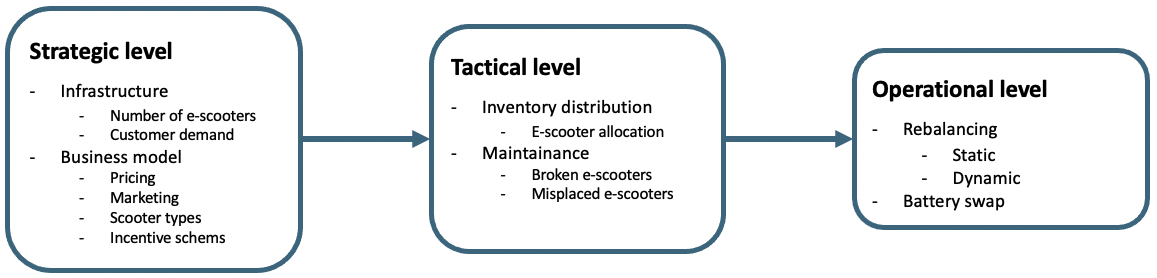 Strategic level
- Infrastructure
- Number of e-scooters
- Customer demand
- Business model
- Pricing
- Marketing
- Scooter types
- Incentive schems
Tactical level
- Inventory distribution
- E-scooter allocation
- Maintainance
- Broken e-scooters
- Misplaced e-scooters
Operational level
- Rebalancing
- Static
- Dynamic
- Battery swap